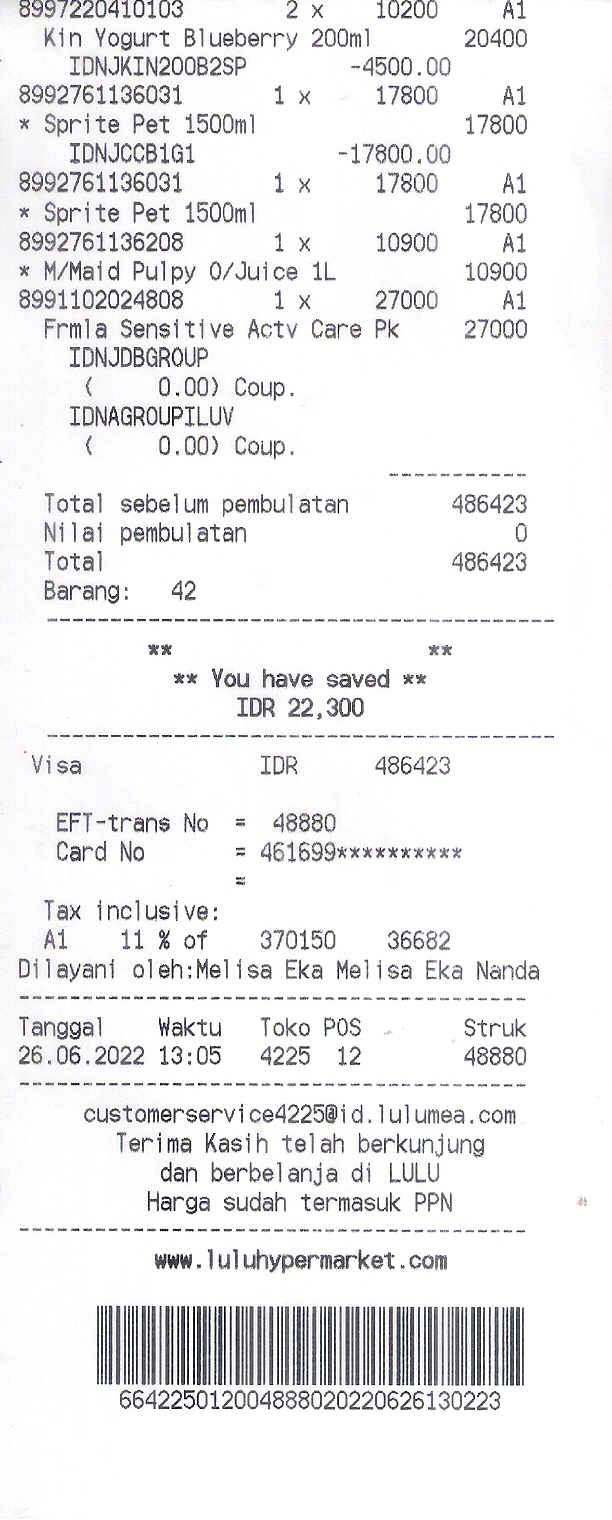 8997220410103 2 x 10200 A1
Kin Yogurt Blueberry 200ml 20400
IDNJKIN200B2SP -4500.00
8992761136031 1 x 17800 A1
* Sprite Pet 1500ml 17800
IDNJCCB1G1 -17800.00
8992761136031 1 x 17800 A1
* Sprite Pet 1500ml 17800
8992761136208 1 x 10900 A1
* M/Maid Pulpy O/Juice 1L 10900
8991102024808 1 x 27000 A1
Frmla Sensitive Actv Care Pk 27000
IDNJDBGROUP
( 0.00) Coup.
IDNAGROUPILUV
( 0.00) Coup.
-----------
Total sebelum pembulatan 486423
Nilai pembulatan 0
Total 486423
Barang: 42
----------------------------------------
** **
** You have saved **
IDR 22,300
----------------------------------------
Visa IDR 486423
EFT-trans No = 48880
Card No = 461699**********
=
Tax inclusive:
A1 11 % of 370150 36682
Dilayani oleh:Melisa Eka Melisa Eka Nanda
----------------------------------------
Tanggal Waktu Toko POS Struk
26.06.2022 13:05 4225 12 48880
----------------------------------------
customerservice4225@id.lulumea.com
Terima Kasih telah berkunjung
dan berbelanja di LULU
Harga sudah termasuk PPN
----------------------------------------
www.luluhypermarket.com
664225012004888020220626130223